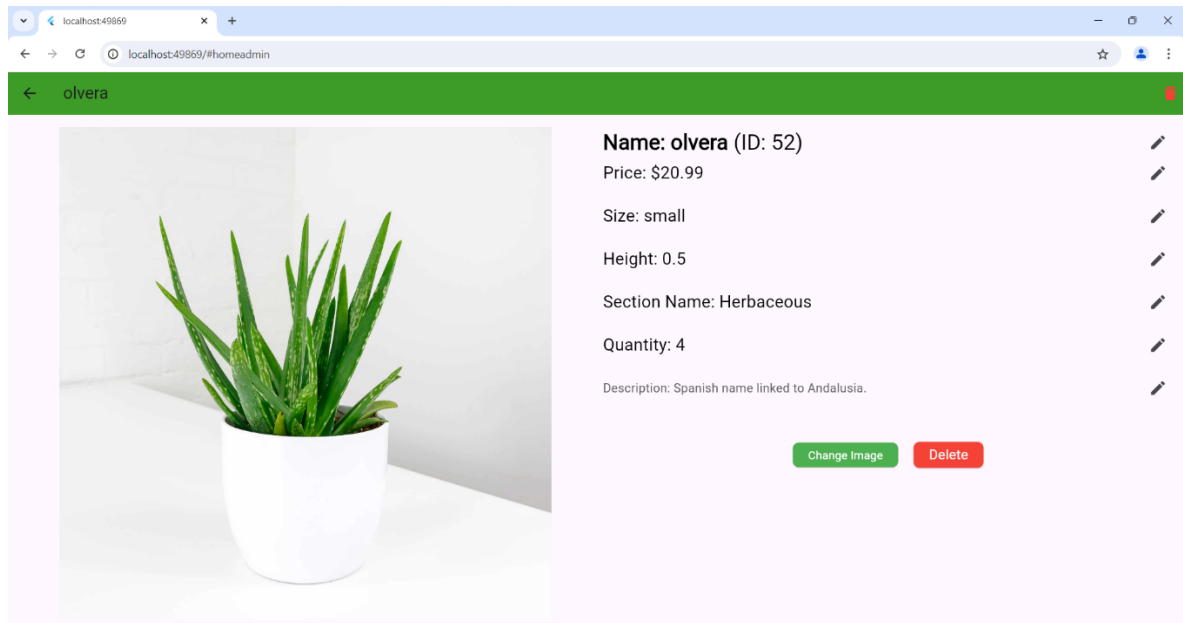 localhost:49869
localhost:49869/#homeadmin
olvera
Name: olvera (ID: 52)
Price: $20.99
Size: small
Height: 0.5
Section Name: Herbaceous
Quantity: 4
Description: Spanish name linked to Andalusia.
Change Image Delete